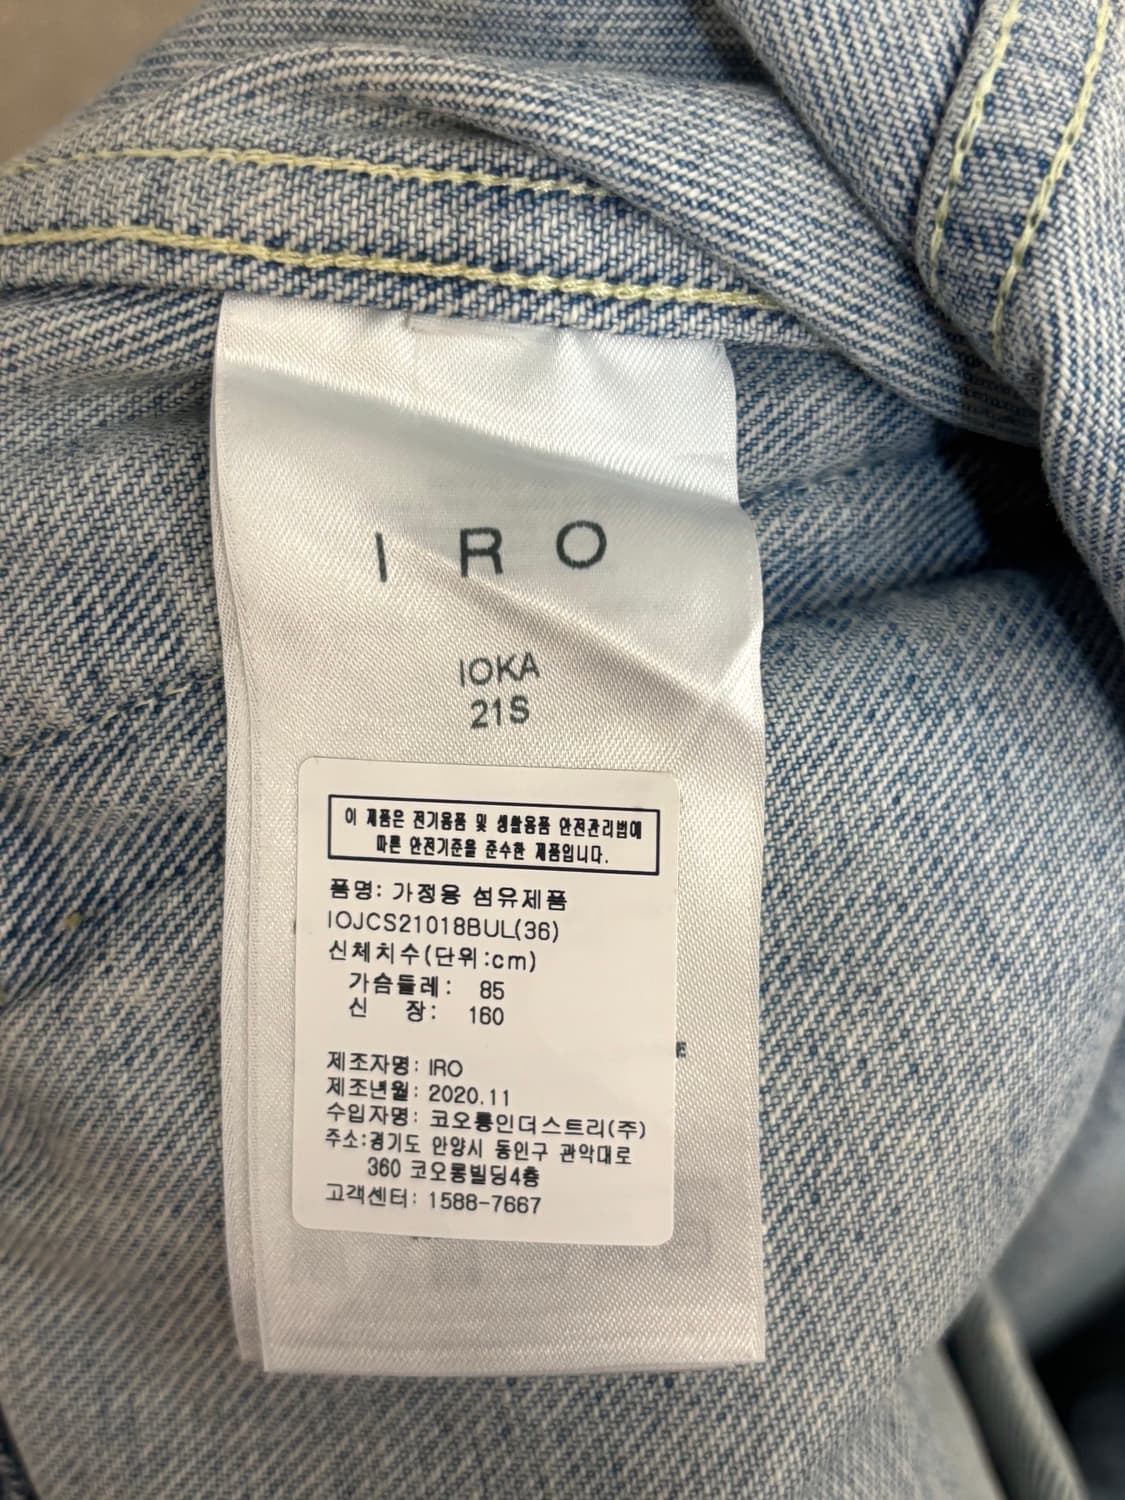 IRO
IOKA
21S
이 제품은 전기용품 및 생활용품 안전관리법에
따른 안전기준을 준수한 제품입니다.
품명: 가정용 섬유제품
IOJCS21018BUL(36)
신체치수(단위:cm)
가슴둘레: 85
신 장: 160
제조자명: IRO
제조년월: 2020.11
수입자명: 코오롱인더스트리(주)
주소:경기도 안양시 동인구 관악대로
360 코오롱빌딩4층
고객센터: 1588-7667